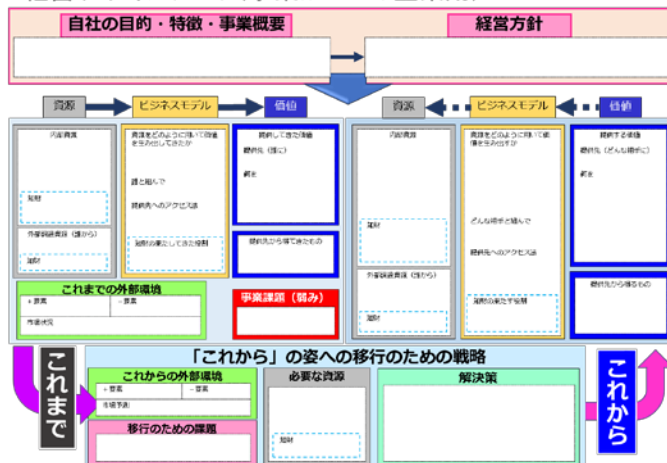 自社の目的・特徴・事業概要
経営方針
資源
ビジネスモデル
価値
資源
ビジネスモデル
価値
内部資源
知財
外部調達資源（誰から）
知財
資源をどのように用いて価値
を生み出してきたか
誰と組んで
提供先へのアクセス法
知財の果たしてきた役割
提供してきた価値
提供先（誰に）
何を
提供先から得てきたもの
内部資源
知財
外部調達資源（誰から）
知財
資源をどのように用いて価
値を生み出すか
どんな相手と組んで
提供先へのアクセス法
知財の果たす役割
提供する価値
提供先（どんな相手に）
何を
提供先から得るもの
これまでの外部環境
＋要素
－要素
市場状況
事業課題（弱み）
これまで
「これから」の姿への移行のための戦略
これからの外部環境
＋要素
－要素
市場予測
移行のための課題
必要な資源
知財
解決策
これから